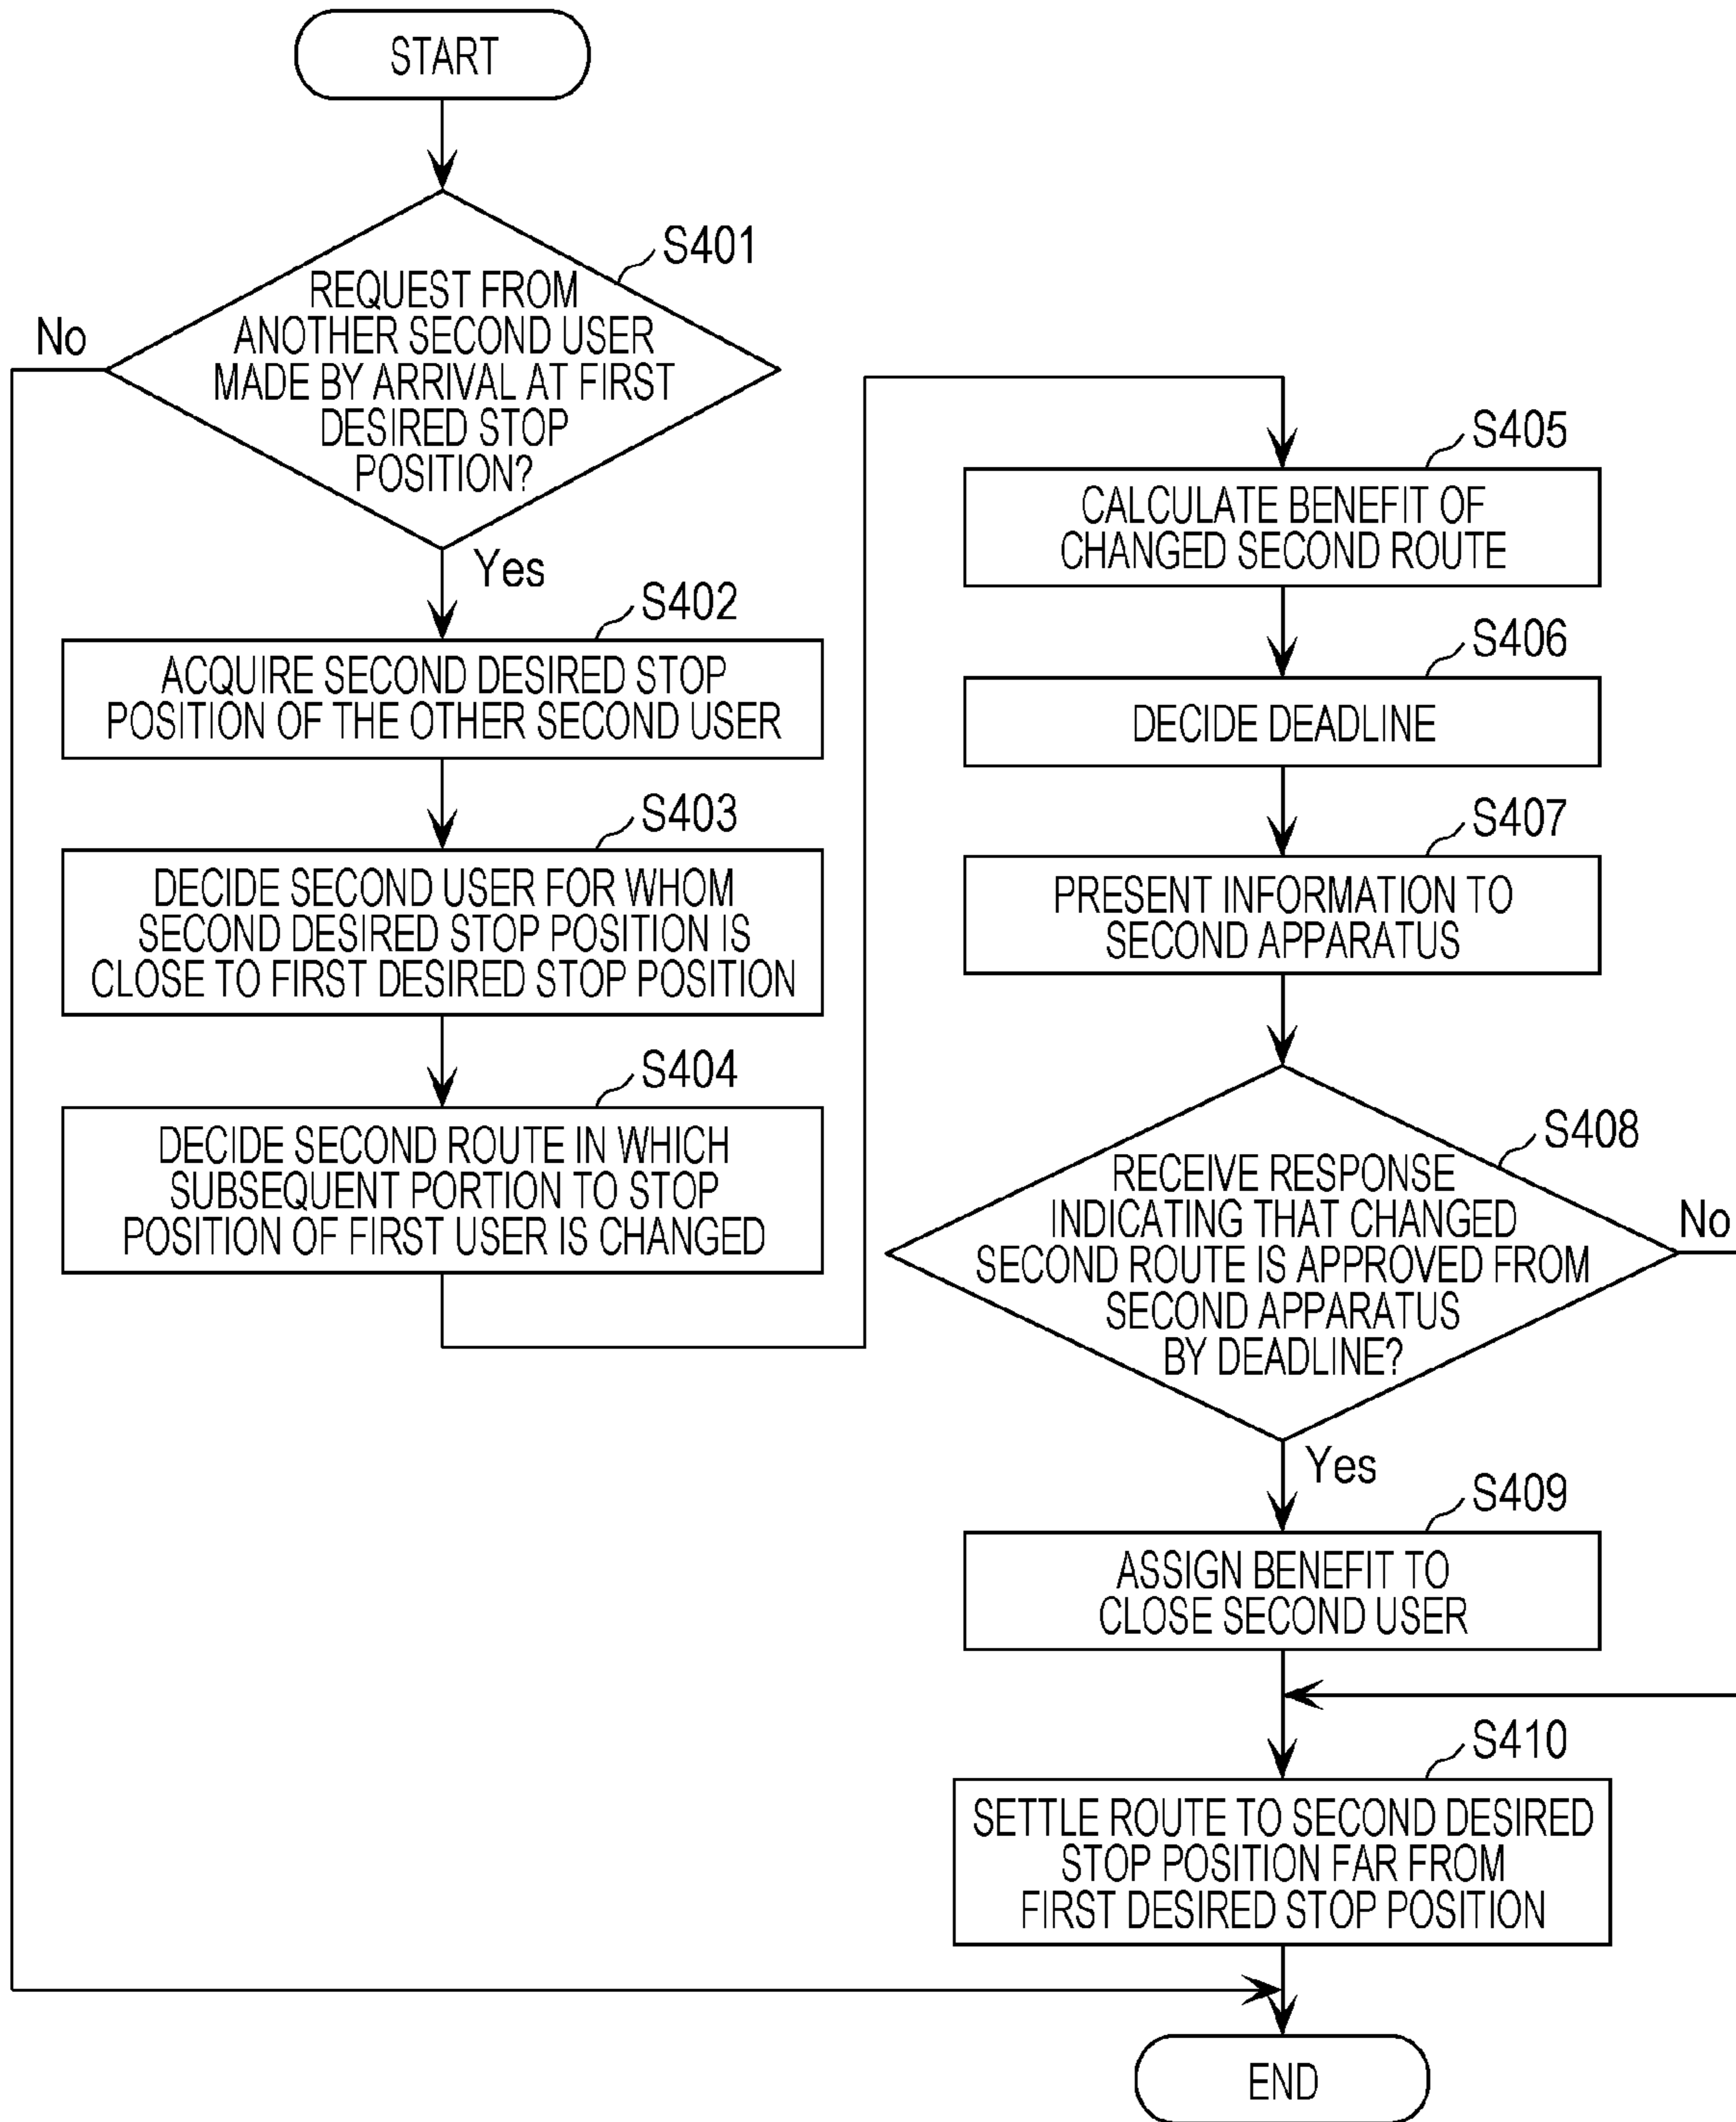 START
S401
REQUEST FROM
ANOTHER SECOND USER
MADE BY ARRIVAL AT FIRST
DESIRED STOP
POSITION?
No
Yes
S402
ACQUIRE SECOND DESIRED STOP
POSITION OF THE OTHER SECOND USER
S403
DECIDE SECOND USER FOR WHOM
SECOND DESIRED STOP POSITION IS
CLOSE TO FIRST DESIRED STOP POSITION
S404
DECIDE SECOND ROUTE IN WHICH
SUBSEQUENT PORTION TO STOP
POSITION OF FIRST USER IS CHANGED
S405
CALCULATE BENEFIT OF
CHANGED SECOND ROUTE
S406
DECIDE DEADLINE
S407
PRESENT INFORMATION TO
SECOND APPARATUS
S408
RECEIVE RESPONSE
INDICATING THAT CHANGED
SECOND ROUTE IS APPROVED FROM
SECOND APPARATUS
BY DEADLINE?
No
Yes
S409
ASSIGN BENEFIT TO
CLOSE SECOND USER
S410
SETTLE ROUTE TO SECOND DESIRED
STOP POSITION FAR FROM
FIRST DESIRED STOP POSITION
END